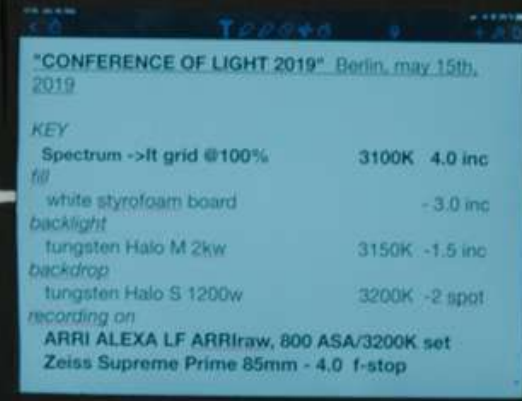 "CONFERENCE OF LIGHT 2019" Berlin, may 15th,
2019
KEY
Spectrum ->lt grid @100% 3100K 4.0 inc
fill
white styrofoam board - 3.0 inc
backlight
tungsten Halo M 2kw 3150K -1.5 inc
backdrop
tungsten Halo S 1200w 3200K -2 spot
recording on
ARRI ALEXA LF ARRIraw, 800 ASA/3200K set
Zeiss Supreme Prime 85mm - 4.0 f-stop